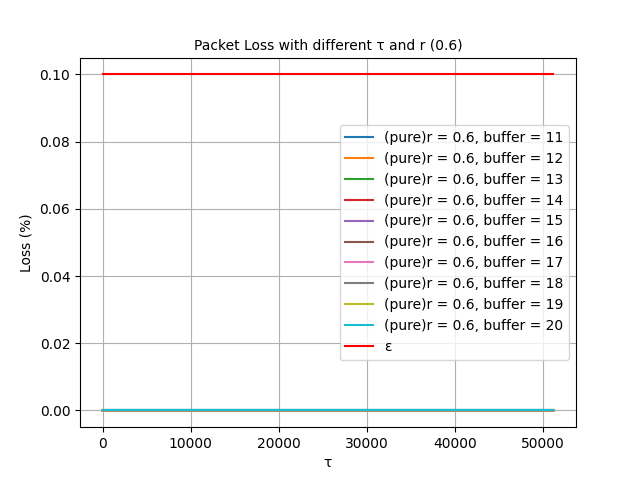 Packet Loss with different τ and r (0.6)
0.10
0.08
0.06
0.04
0.02
0.00
Loss (%)
(pure)r = 0.6, buffer = 11
(pure)r = 0.6, buffer = 12
(pure)r = 0.6, buffer = 13
(pure)r = 0.6, buffer = 14
(pure)r = 0.6, buffer = 15
(pure)r = 0.6, buffer = 16
(pure)r = 0.6, buffer = 17
(pure)r = 0.6, buffer = 18
(pure)r = 0.6, buffer = 19
(pure)r = 0.6, buffer = 20
ε
0 10000 20000 30000 40000 50000
τ